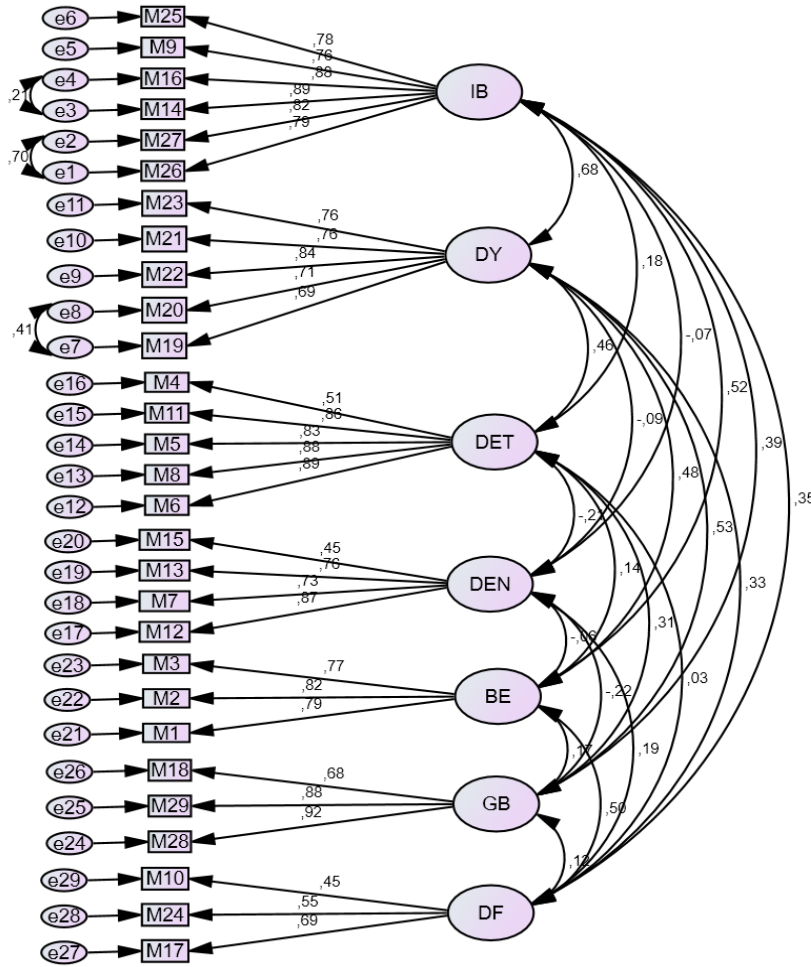 e6 M25
,78
e5 M9
,76
e4 M16
,88
IB
,21
e3 M14
,89
e2 M27
,82
,70
e1 M26
,79
,68
e11 M23
,76
e10 M21
,76
DY
,18
e9 M22
,84
e8 M20
,71
,41
e7 M19
,69
,46
-,07
e16 M4
,51
e15 M11
,86
-,09
,52
e14 M5
,83
DET
,39
e13 M8
,88
,48
e12 M6
,89
,35
-,21
,53
e20 M15
,45
e19 M13
,76
,14
e18 M7
,73
DEN
,33
e17 M12
,87
,31
-,06
e23 M3
,77
,03
e22 M2
,82
BE
-,22
e21 M1
,79
,17
,19
e26 M18
,68
e25 M29
,88
GB
,50
e24 M28
,92
,12
e29 M10
,45
e28 M24
,55
DF
e27 M17
,69